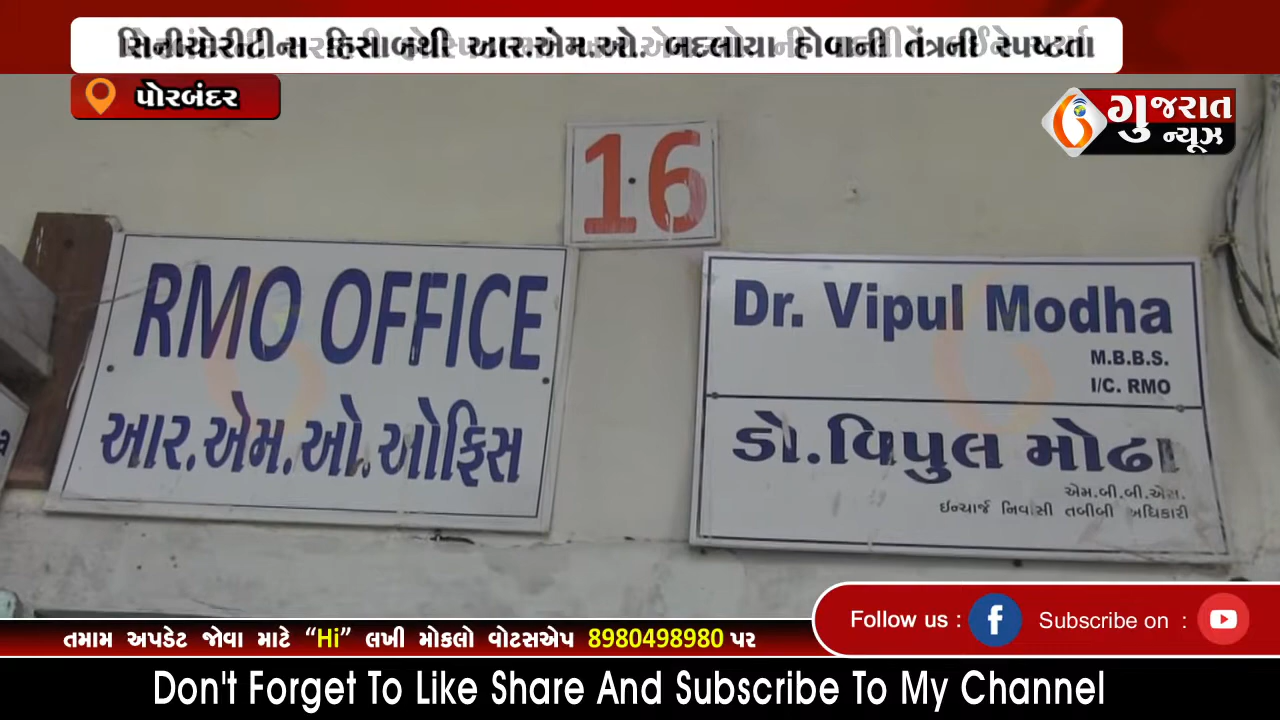 સિનીયોરીટીના હિસાબથી આર.એમ.ઓ. બદલાયા હોવાની તંત્રની સ્પષ્ટતા
પોરબંદર
ગુજરાત
ન્યૂઝ
16
RMO OFFICE
આર.એમ.ઓ.ઓફિસ
Dr. Vipul Modha
M.B.B.S.
I/C. RMO
ડો.વિપુલ મોઢા
એમ.બી.બી.એસ.
ઇન્ચાર્જ નિવાસી તબીબી અધિકારી
Follow us :
Subscribe on :
તમામ અપડેટ જોવા માટે “Hi” લખી મોકલો વોટસએપ 8980498980 પર
Don't Forget To Like Share And Subscribe To My Channel